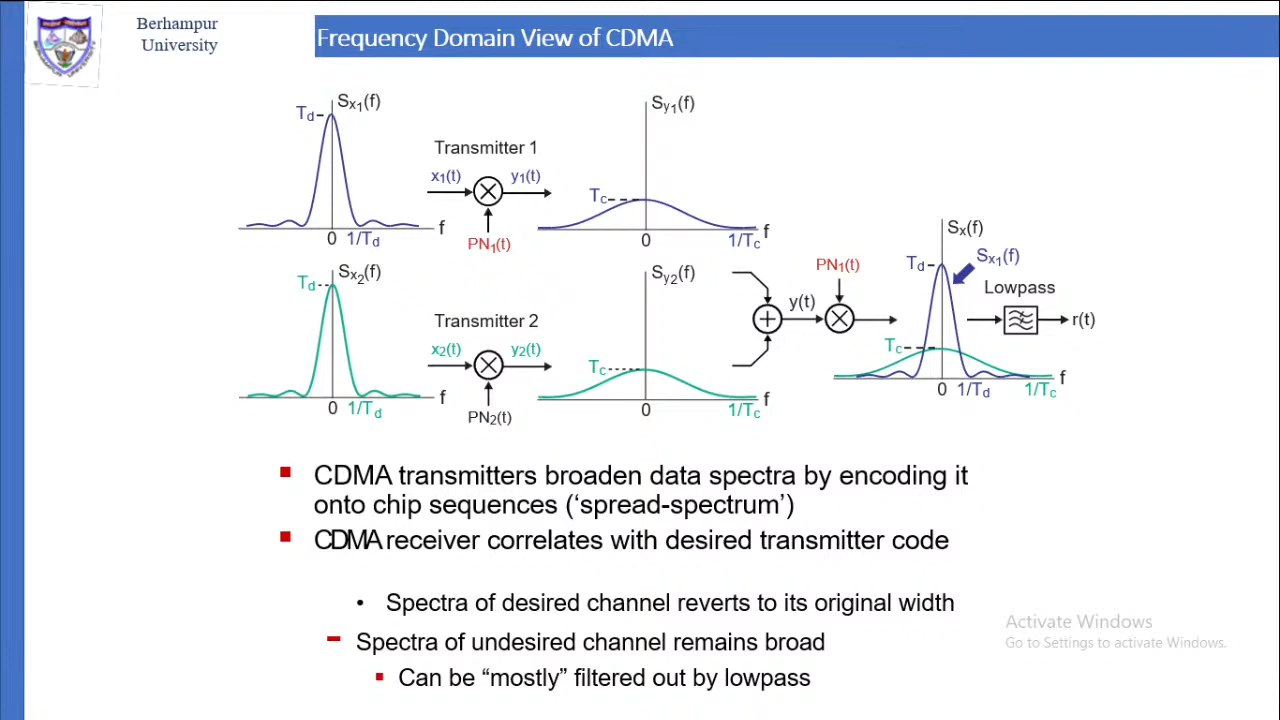 Berhampur
University
Frequency Domain View of CDMA
Sx1(f)
Td
Transmitter 1
x1(t)
y1(t)
PN1(t)
0
1/Td
f
Sy1(f)
Tc
0
1/Tc
f
Sx2(f)
Td
Transmitter 2
x2(t)
y2(t)
PN2(t)
0
1/Td
f
Sy2(f)
Tc
0
1/Tc
f
y(t)
PN1(t)
Sx(f)
Td
Sx1(f)
Lowpass
r(t)
Tc
0
1/Td
1/Tc
f
CDMA transmitters broaden data spectra by encoding it
onto chip sequences (‘spread-spectrum’)
CDMA receiver correlates with desired transmitter code
• Spectra of desired channel reverts to its original width
Spectra of undesired channel remains broad
Can be “mostly” filtered out by lowpass
Activate Windows
Go to Settings to activate Windows.